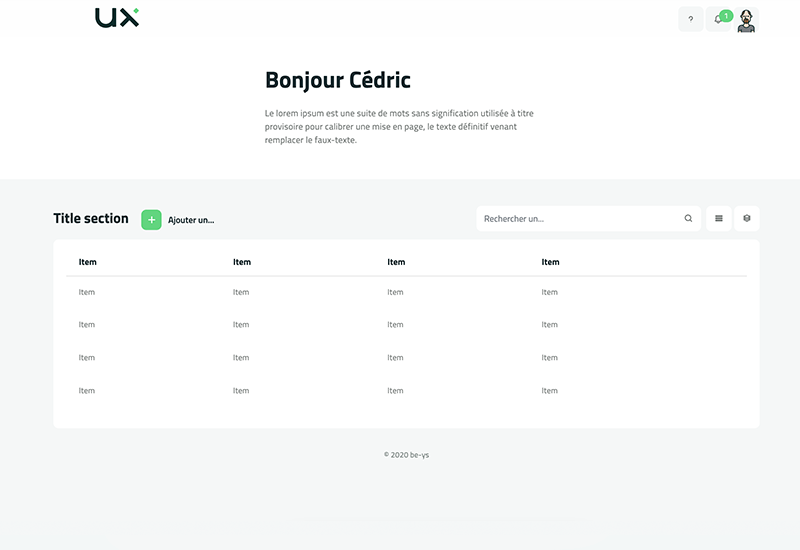 UX
?
1
Bonjour Cédric
Le lorem ipsum est une suite de mots sans signification utilisée à titre
provisoire pour calibrer une mise en page, le texte définitif venant
remplacer le faux-texte.
Title section + Ajouter un... Rechercher un...
Item Item Item Item
Item Item Item Item
Item Item Item Item
Item Item Item Item
Item Item Item Item
© 2020 be-ys